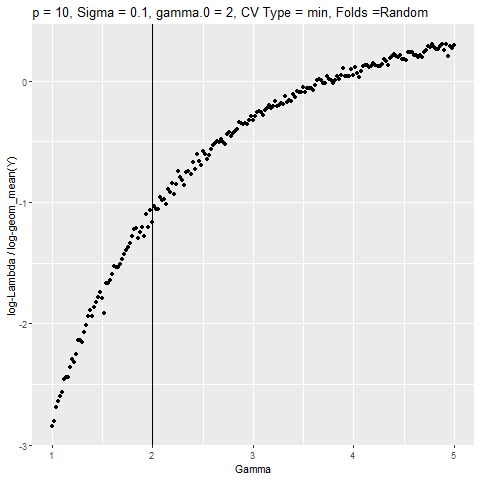 p = 10, Sigma = 0.1, gamma.0 = 2, CV Type = min, Folds =Random
log-Lambda / log-geom_mean(Y)
0
-1
-2
-3
1 2 3 4 5
Gamma